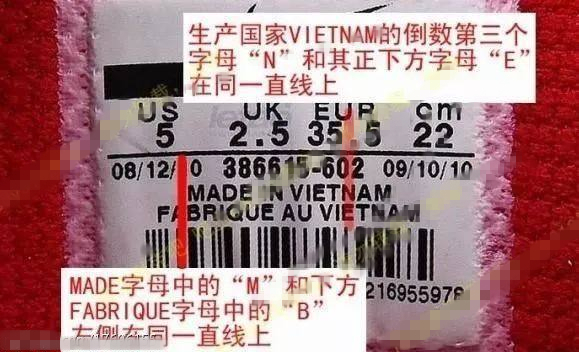 生产国家VIETNAM的倒数第三个
字母“N”和其正下方字母“E”
在同一直线上
US UK EUR cm
5 2.5 35.5 22
08/12/10 386615-602 09/10/10
MADE IN VIETNAM
FABRIQUE AU VIETNAM
216955978
MADE字母中的“M”和下方
FABRIQUE字母中的“B”
左侧在同一直线上